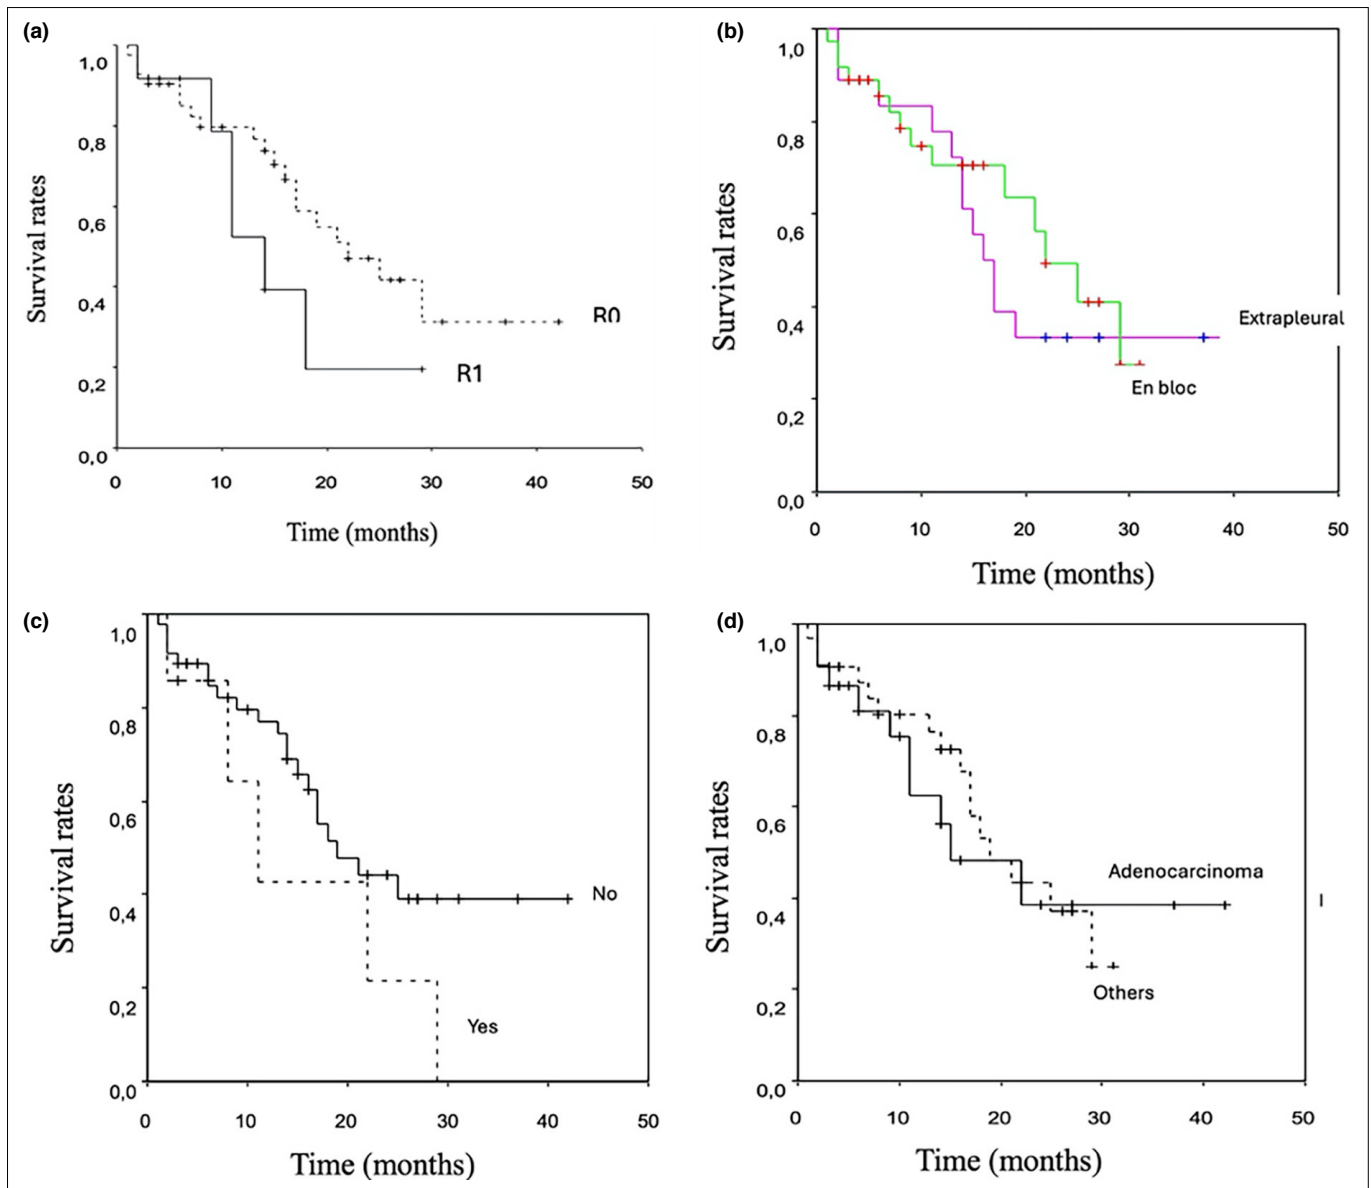 (a)
1,0
0,8
0,6
0,4
0,2
0,0
Survival rates
R0
R1
0 10 20 30 40 50
Time (months)
(b)
1,0
0,8
0,6
0,4
0,2
0,0
Survival rates
Extrapleural
En bloc
0 10 20 30 40 50
Time (months)
(c)
1,0
0,8
0,6
0,4
0,2
0,0
Survival rates
No
Yes
0 10 20 30 40 50
Time (months)
(d)
1,0
0,8
0,6
0,4
0,2
0,0
Survival rates
Adenocarcinoma
Others
0 10 20 30 40 50
Time (months)